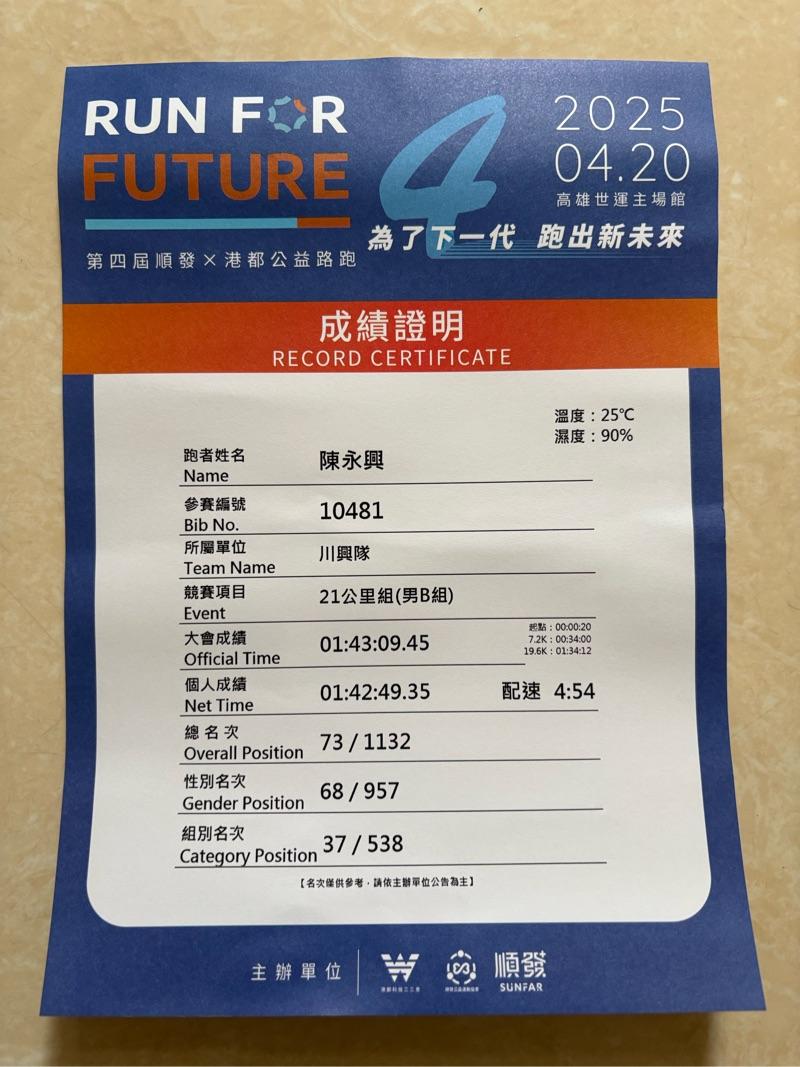 RUN FOR
FUTURE
4
2025
04.20
高雄世運主場館
為了下一代 跑出新未來
第四屆順發×港都公益路跑
成績證明
RECORD CERTIFICATE
溫度：25℃
濕度：90%
跑者姓名
Name
陳永興
參賽編號
Bib No.
10481
所屬單位
Team Name
川興隊
競賽項目
Event
21公里組(男B組)
大會成績
Official Time
01:43:09.45
起點：00:00:20
7.2K：00:34:00
19.6K：01:34:12
個人成績
Net Time
01:42:49.35
配速 4:54
總名次
Overall Position
73 / 1132
性別名次
Gender Position
68 / 957
組別名次
Category Position
37 / 538
【名次僅供參考，請依主辦單位公告為主】
主辦單位
順發
SUNFAR